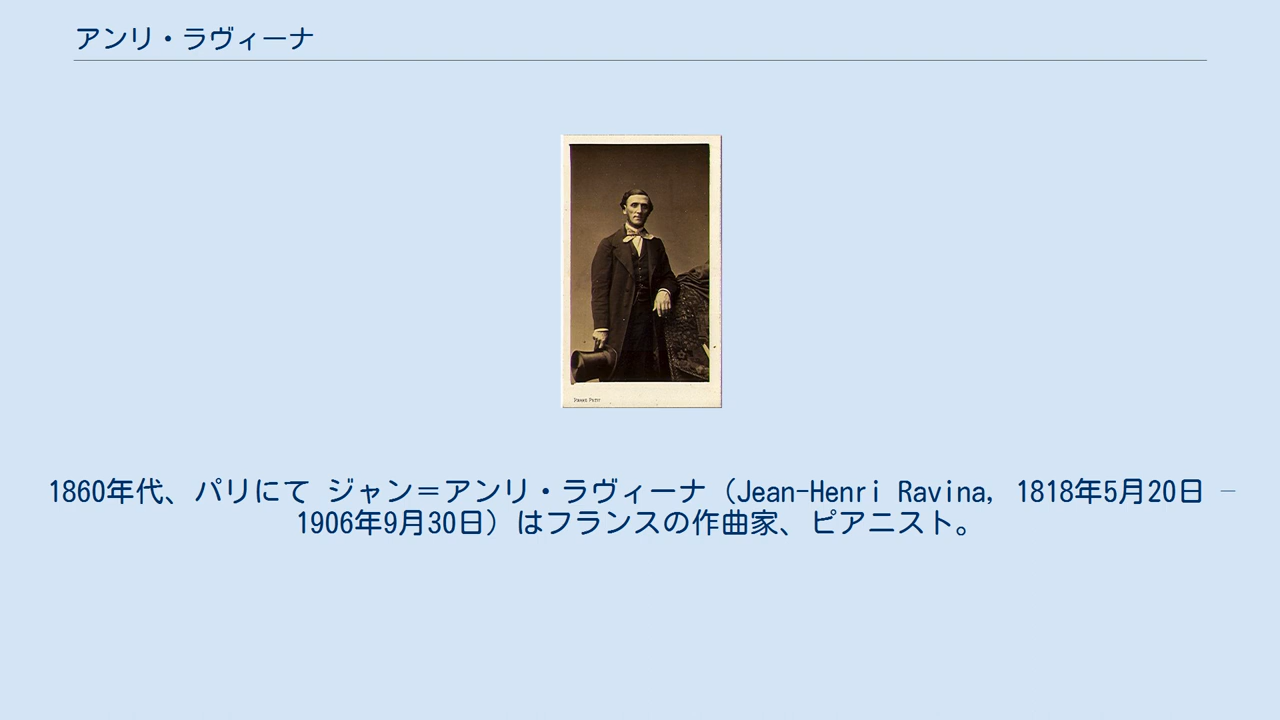 アンリ・ラヴィーナ
PIERRE PETIT
1860年代、パリにて ジャン＝アンリ・ラヴィーナ（Jean-Henri Ravina, 1818年5月20日 –
1906年9月30日）はフランスの作曲家、ピアニスト。